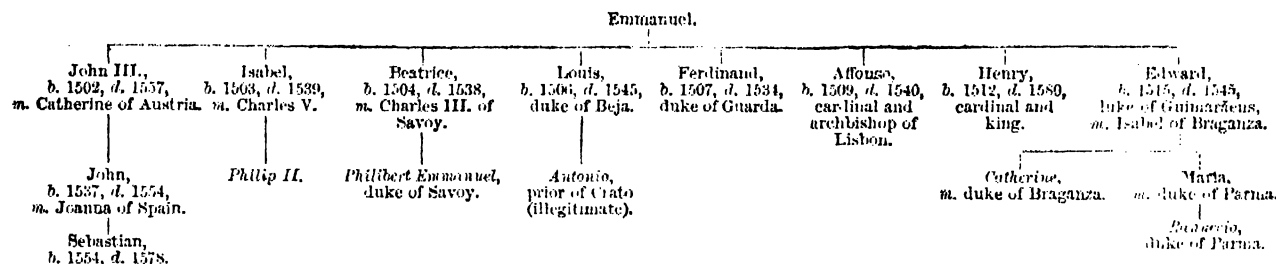 Emmanuel.
John III.,
b. 1502, d. 1557,
m. Catherine of Austria.
Isabel,
b. 1503, d. 1539,
m. Charles V.
Beatrice,
b. 1504, d. 1538,
m. Charles III. of
Savoy.
Louis,
b. 1506, d. 1545,
duke of Beja.
Ferdinand,
b. 1507, d. 1534,
duke of Guarda.
Affonso,
b. 1509, d. 1540,
cardinal and
archbishop of
Lisbon.
Henry,
b. 1512, d. 1580,
cardinal and
king.
Edward,
b. 1515, d. 1545,
duke of Guimarãens,
m. Isabel of Braganza.
John,
b. 1537, d. 1554,
m. Joanna of Spain.
Philip II.
Philibert Emmanuel,
duke of Savoy.
Antonio,
prior of Crato
(illegitimate).
Catherine,
m. duke of Braganza.
Maria,
m. duke of Parma.
Sebastian,
b. 1554, d. 1578.
Ranuccio,
duke of Parma.